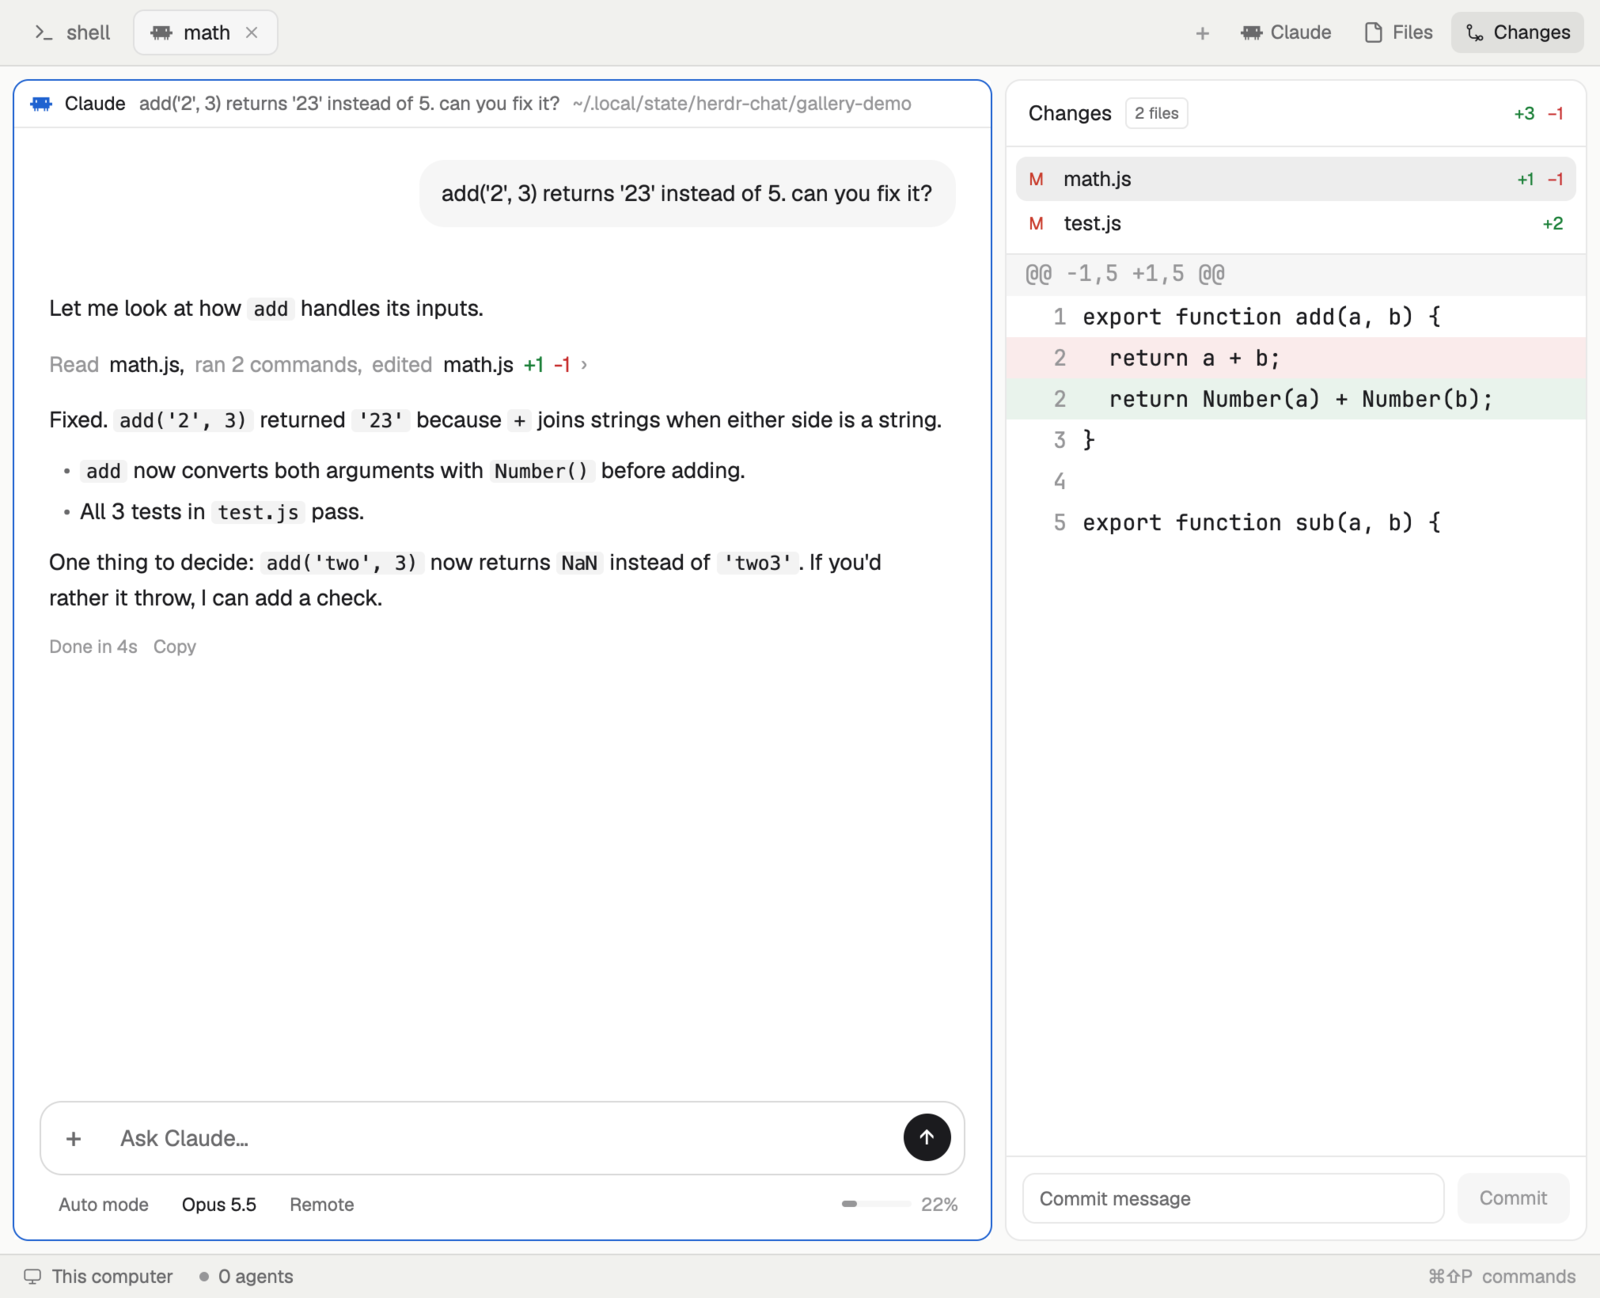 shell
math
Claude
Files
Changes
Claude add('2', 3) returns '23' instead of 5. can you fix it? ~/.local/state/herdr-chat/gallery-demo
add('2', 3) returns '23' instead of 5. can you fix it?
Let me look at how add handles its inputs.
Read math.js, ran 2 commands, edited math.js +1 -1 ›
Fixed. add('2', 3) returned '23' because + joins strings when either side is a string.
• add now converts both arguments with Number() before adding.
• All 3 tests in test.js pass.
One thing to decide: add('two', 3) now returns NaN instead of 'two3'. If you'd
rather it throw, I can add a check.
Done in 4s Copy
+ Ask Claude...
Auto mode Opus 5.5 Remote 22%
Changes 2 files +3 -1
M math.js +1 -1
M test.js +2
@@ -1,5 +1,5 @@
1 export function add(a, b) {
2 return a + b;
2 return Number(a) + Number(b);
3 }
4
5 export function sub(a, b) {
Commit message Commit
This computer • 0 agents ⌘⇧P commands